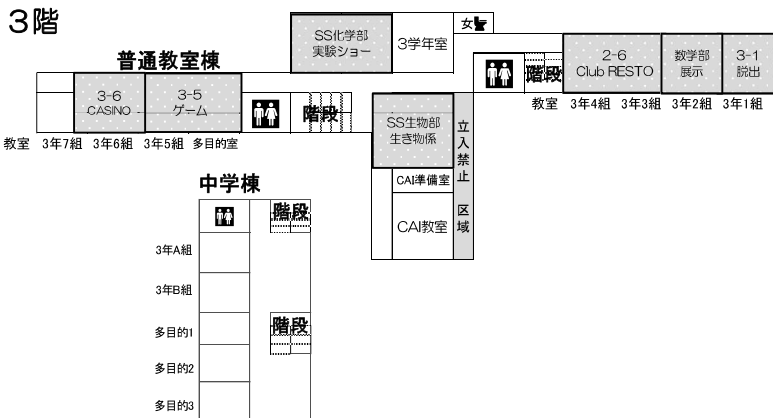 3階
SS化学部
実験ショー
3学年室
女
普通教室棟
3-6
CASINO
3-5
ゲーム
階段
階段
2-6
Club RESTO
数学部
展示
3-1
脱出
教室 3年4組 3年3組 3年2組 3年1組
SS生物部
生き物係
立入禁止 区域
教室 3年7組 3年6組 3年5組 多目的室
CAI準備室
CAI教室
中学棟
階段
3年A組
3年B組
多目的1
階段
多目的2
多目的3